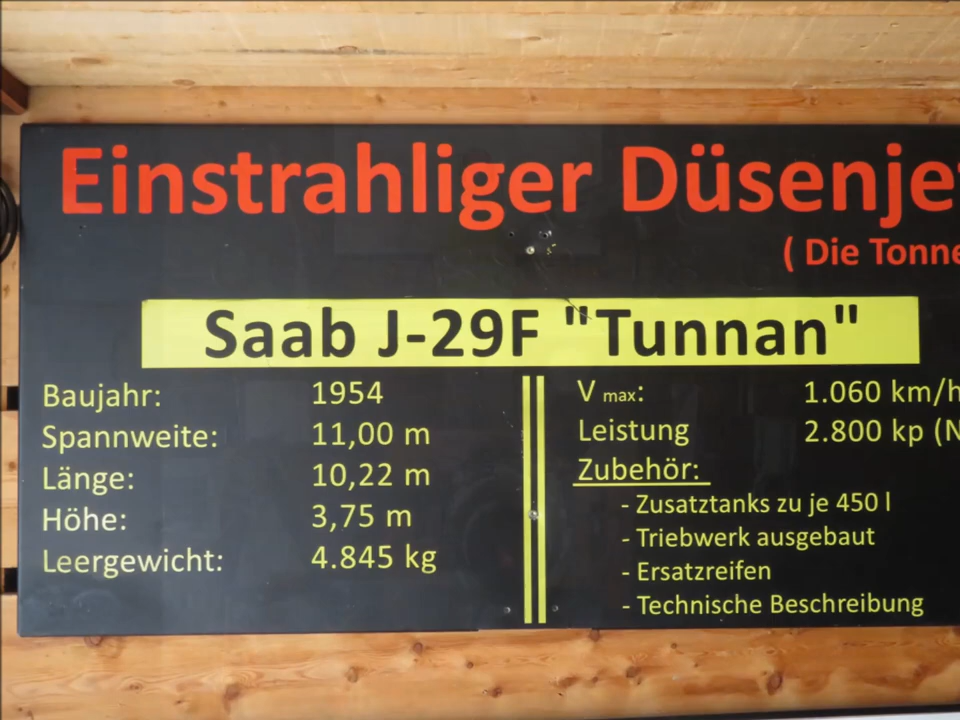 Einstrahliger Düsenje
( Die Tonne
Saab J-29F "Tunnan"
Baujahr: 1954
Spannweite: 11,00 m
Länge: 10,22 m
Höhe: 3,75 m
Leergewicht: 4.845 kg
V max: 1.060 km/h
Leistung 2.800 kp (N
Zubehör:
- Zusatztanks zu je 450 l
- Triebwerk ausgebaut
- Ersatzreifen
- Technische Beschreibung